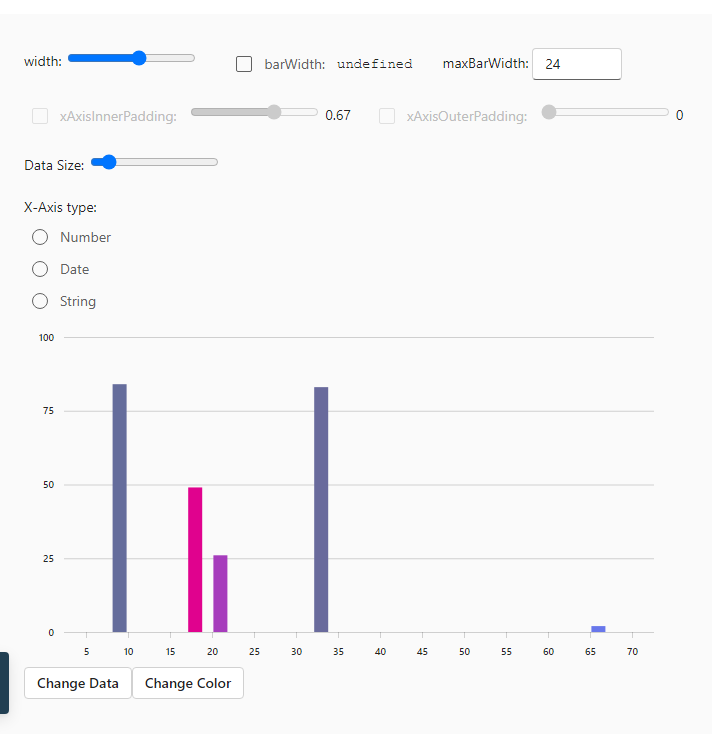 width: barWidth: undefined maxBarWidth: 24
xAxisInnerPadding: 0.67 xAxisOuterPadding: 0
Data Size:
X-Axis type:
Number
Date
String
100
75
50
25
0
5 10 15 20 25 30 35 40 45 50 55 60 65 70
Change Data Change Color